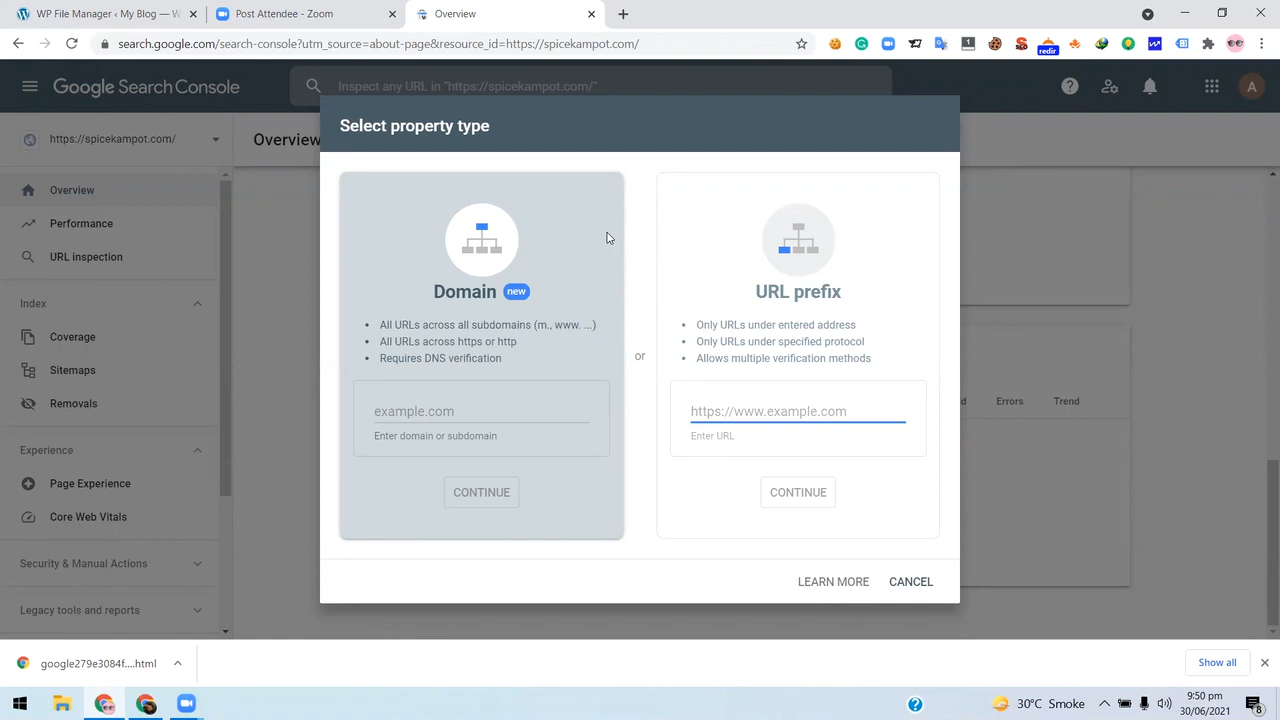 WP File Manager ‹ My Blog — W
Post Attendee - Zoom
Overview
search.google.com/search-console?utm_source=about-page&resource_id=https://spicekampot.com/
redir
Google Search Console
Inspect any URL in "https://spicekampot.com/"
A
https://spicekampot.com/
Overview
Overview
Performance
URL inspection
Index
Coverage
Sitemaps
Removals
Experience
Page Experience
Core Web Vitals
Security & Manual Actions
Legacy tools and reports
Select property type
Domain new
All URLs across all subdomains (m., www. ...)
All URLs across https or http
Requires DNS verification
example.com
Enter domain or subdomain
CONTINUE
or
URL prefix
Only URLs under entered address
Only URLs under specified protocol
Allows multiple verification methods
https://www.example.com
Enter URL
CONTINUE
LEARN MORE
CANCEL
Errors
Trend
google279e3084f....html
Show all
30°C Smoke
9:50 pm
30/06/2021
8